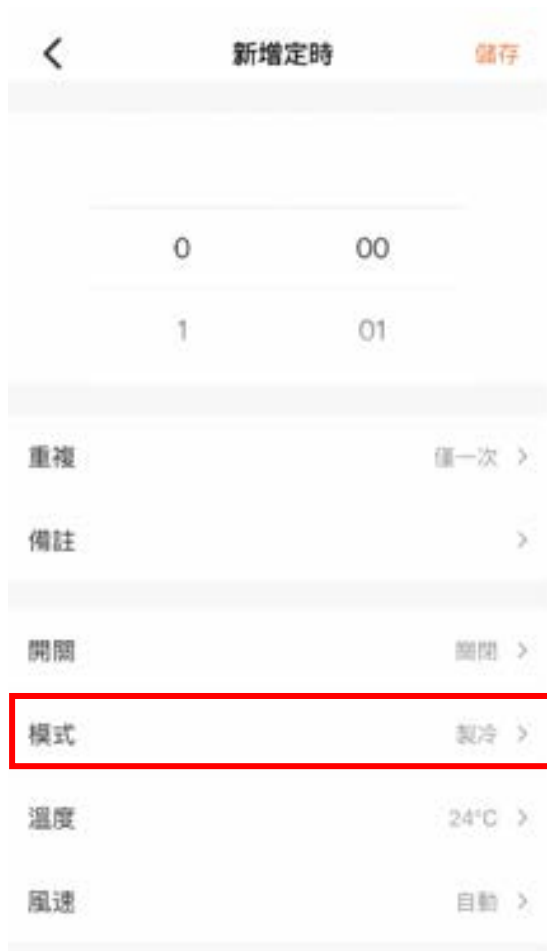 新增定時 儲存
0 00
1 01
重複 僅一次
備註
開關 關閉
模式 製冷
溫度 24°C
風速 自動